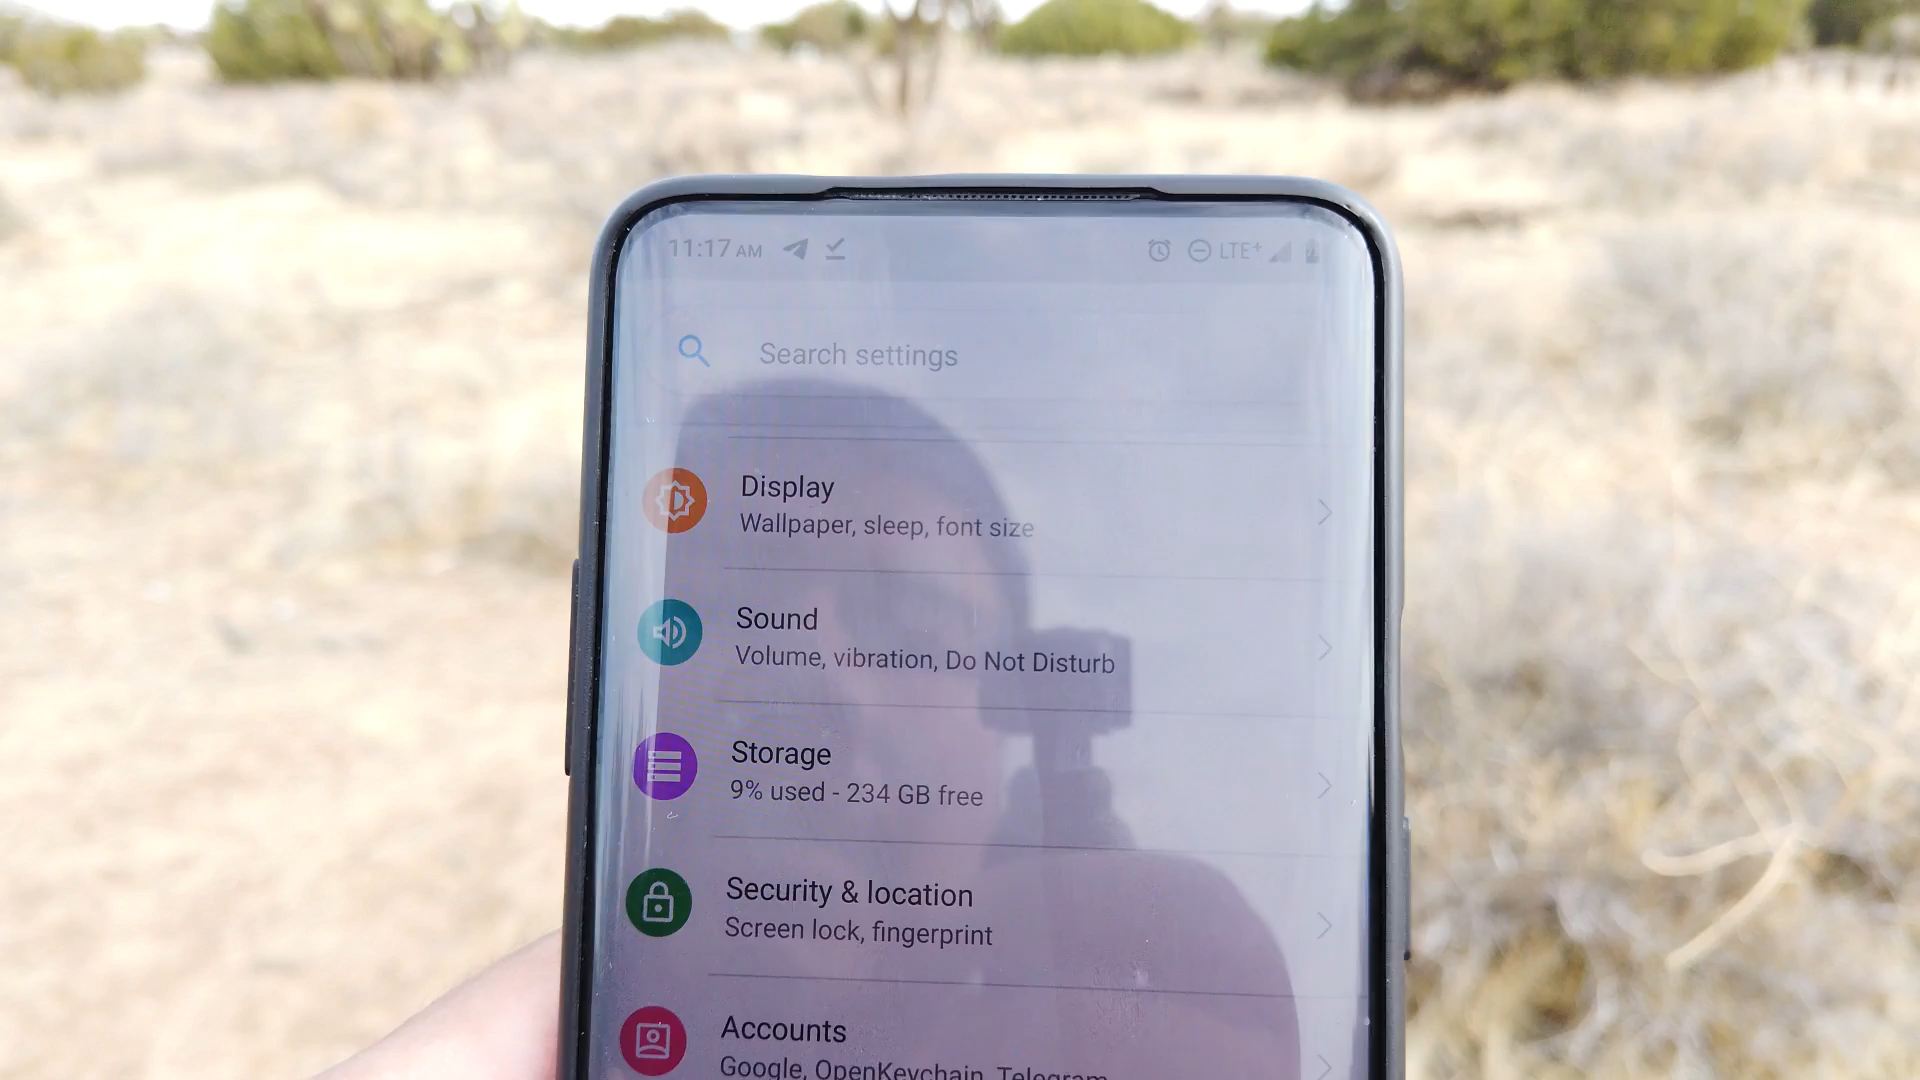 11:17 AM LTE+
Search settings
Display
Wallpaper, sleep, font size
Sound
Volume, vibration, Do Not Disturb
Storage
9% used - 234 GB free
Security & location
Screen lock, fingerprint
Accounts
Google, OpenKeychain, Telegram